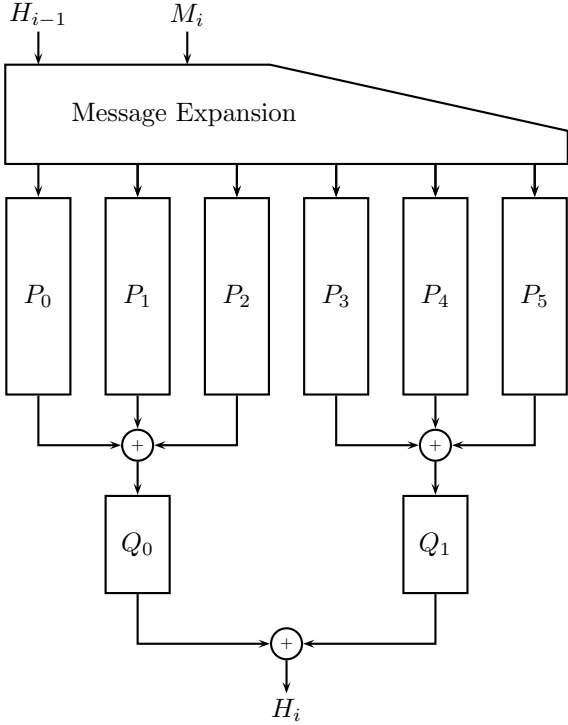 H_{i−1} M_i
Message Expansion
P_0 P_1 P_2 P_3 P_4 P_5
+ +
Q_0 Q_1
+
H_i